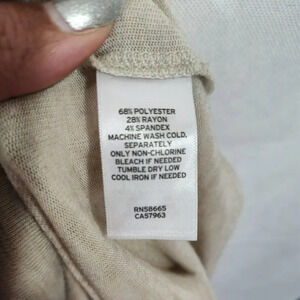 68% POLYESTER
28% RAYON
4% SPANDEX
MACHINE WASH COLD,
SEPARATELY
ONLY NON-CHLORINE
BLEACH IF NEEDED
TUMBLE DRY LOW
COOL IRON IF NEEDED
RN58665
CA57963